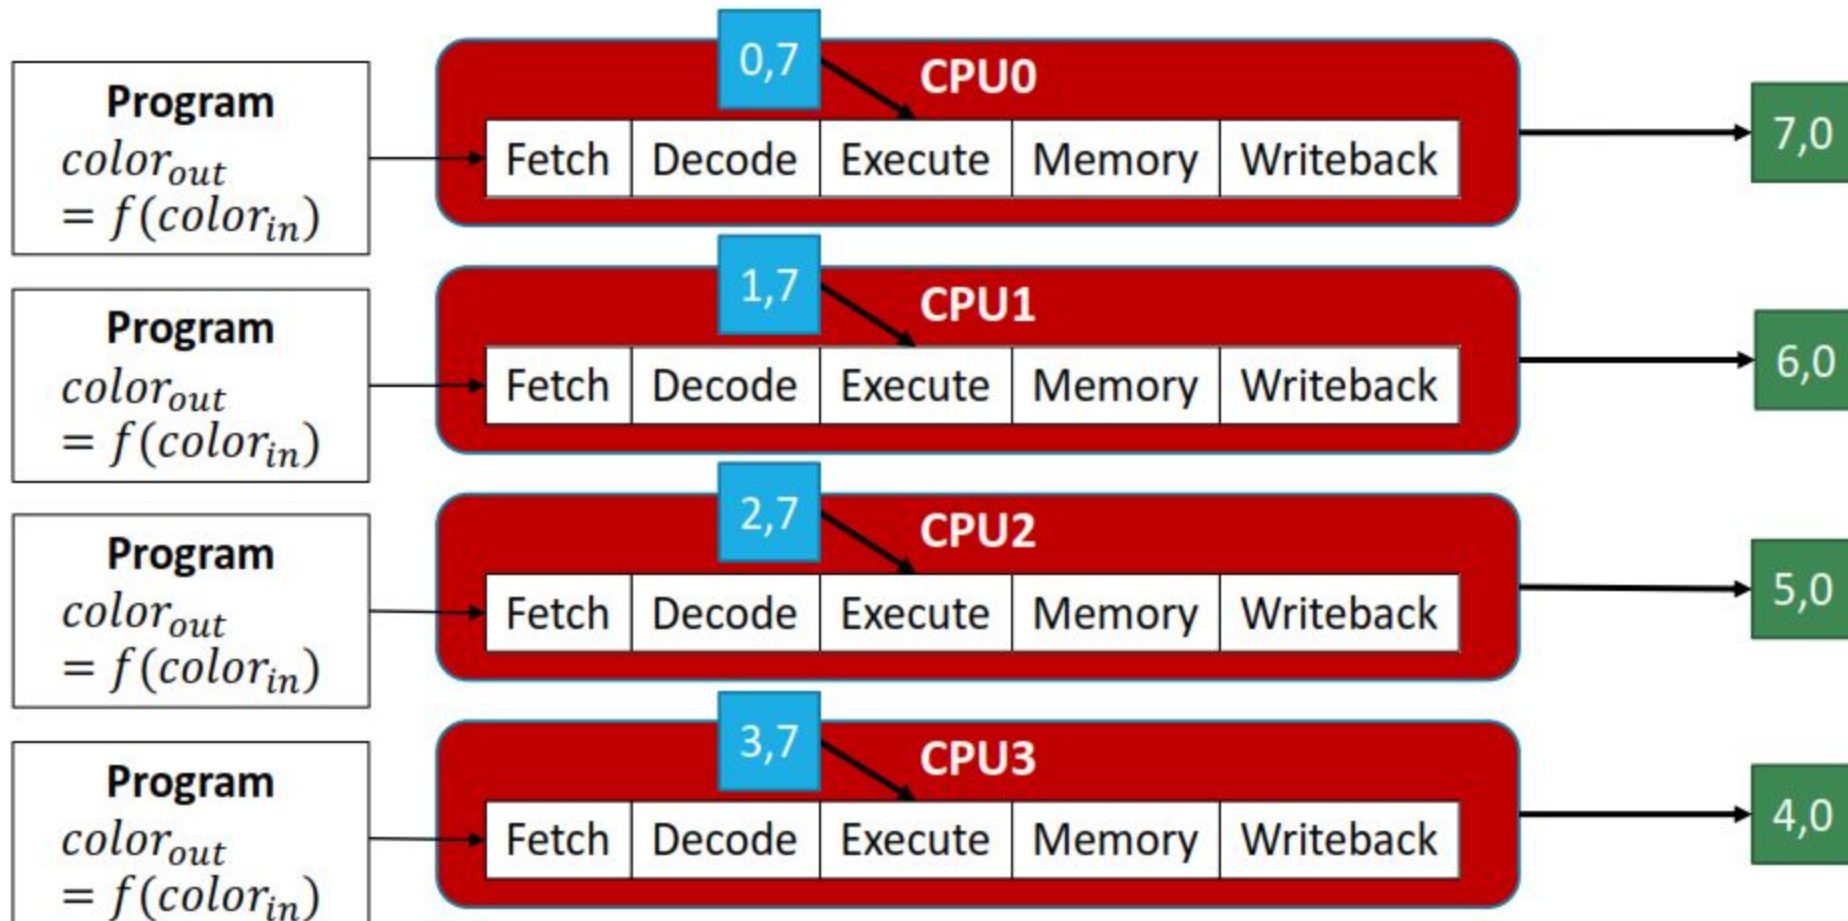 Program
color_out
= f(color_in)
0,7
CPU0
Fetch Decode Execute Memory Writeback
7,0
Program
color_out
= f(color_in)
1,7
CPU1
Fetch Decode Execute Memory Writeback
6,0
Program
color_out
= f(color_in)
2,7
CPU2
Fetch Decode Execute Memory Writeback
5,0
Program
color_out
= f(color_in)
3,7
CPU3
Fetch Decode Execute Memory Writeback
4,0